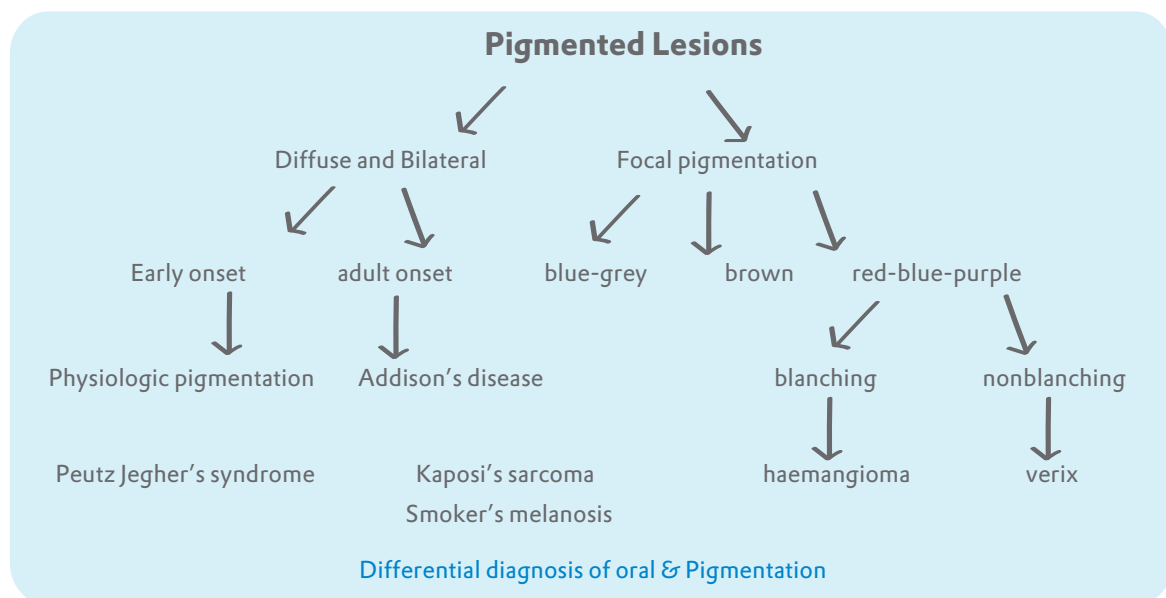 Pigmented Lesions
Diffuse and Bilateral
Focal pigmentation
Early onset
adult onset
blue-grey
brown
red-blue-purple
Physiologic pigmentation
Addison's disease
blanching
nonblanching
Peutz Jegher's syndrome
Kaposi's sarcoma
haemangioma
verix
Smoker's melanosis
Differential diagnosis of oral & Pigmentation